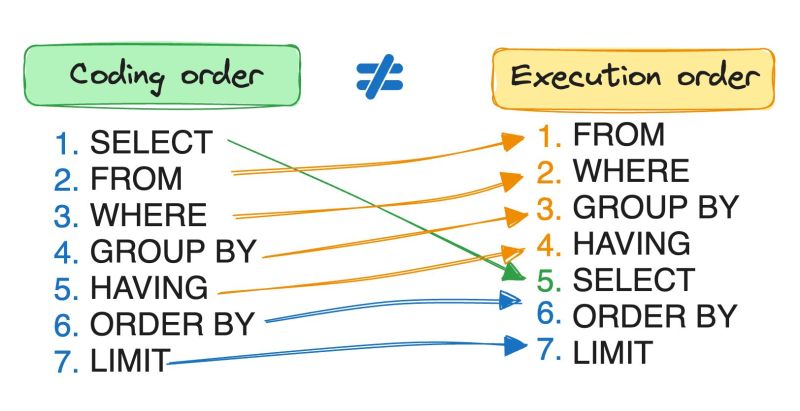 Coding order
≠
Execution order
1. SELECT
2. FROM
3. WHERE
4. GROUP BY
5. HAVING
6. ORDER BY
7. LIMIT
1. FROM
2. WHERE
3. GROUP BY
4. HAVING
5. SELECT
6. ORDER BY
7. LIMIT